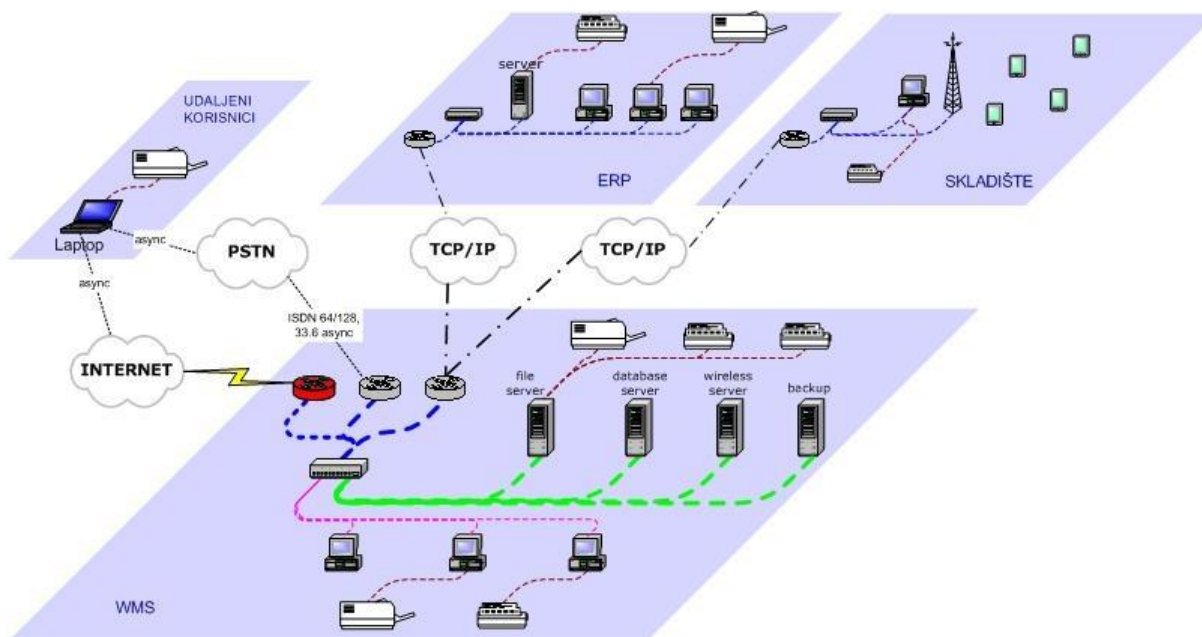 UDALJENI
KORISNICI
Laptop
async
async
PSTN
INTERNET
ISDN 64/128,
33.6 async
server
ERP
TCP/IP
SKLADIŠTE
TCP/IP
file
server
database
server
wireless
server
backup
WMS